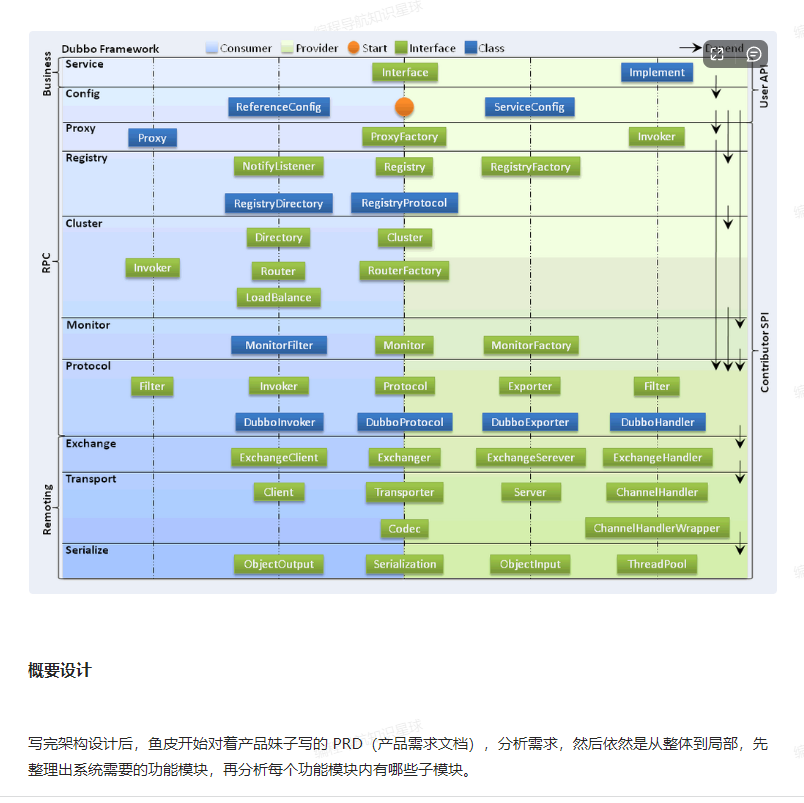 Dubbo Framework Consumer Provider Start Interface Class Depend
Business
Service
Interface Implement
User API
Config
ReferenceConfig ServiceConfig
Proxy
Proxy ProxyFactory Invoker
Registry
NotifyListener Registry RegistryFactory
RegistryDirectory RegistryProtocol
Cluster
Directory Cluster
RPC
Invoker Router RouterFactory
LoadBalance
Monitor
MonitorFilter Monitor MonitorFactory
Contributor SPI
Protocol
Filter Invoker Protocol Exporter Filter
DubboInvoker DubboProtocol DubboExporter DubboHandler
Exchange
ExchangeClient Exchanger ExchangeSerever ExchangeHandler
Remoting
Transport
Client Transporter Server ChannelHandler
Codec ChannelHandlerWrapper
Serialize
ObjectOutput Serialization ObjectInput ThreadPool
概要设计
写完架构设计后，鱼皮开始对着产品妹子写的 PRD（产品需求文档），分析需求，然后依然是从整体到局部，先
整理出系统需要的功能模块，再分析每个功能模块内有哪些子模块。